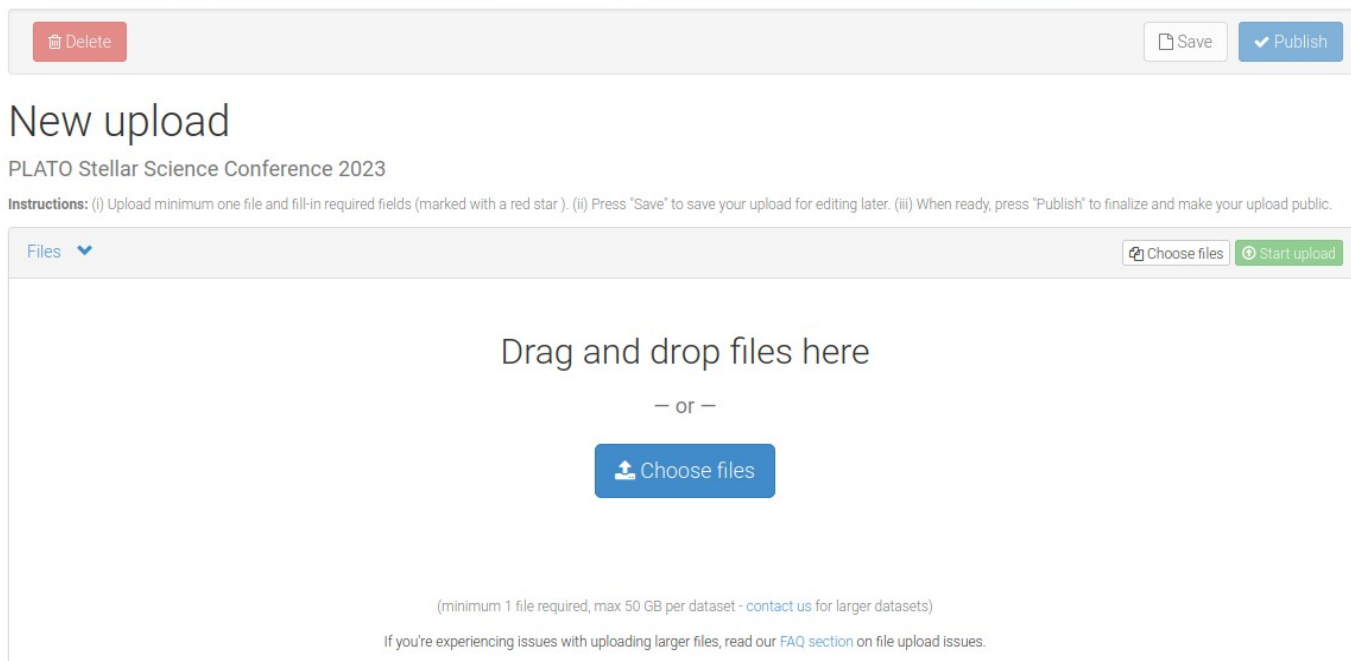 Delete
Save
Publish
New upload
PLATO Stellar Science Conference 2023
Instructions: (i) Upload minimum one file and fill-in required fields (marked with a red star ). (ii) Press "Save" to save your upload for editing later. (iii) When ready, press "Publish" to finalize and make your upload public.
Files
Choose files
Start upload
Drag and drop files here
— or —
Choose files
(minimum 1 file required, max 50 GB per dataset - contact us for larger datasets)
If you're experiencing issues with uploading larger files, read our FAQ section on file upload issues.